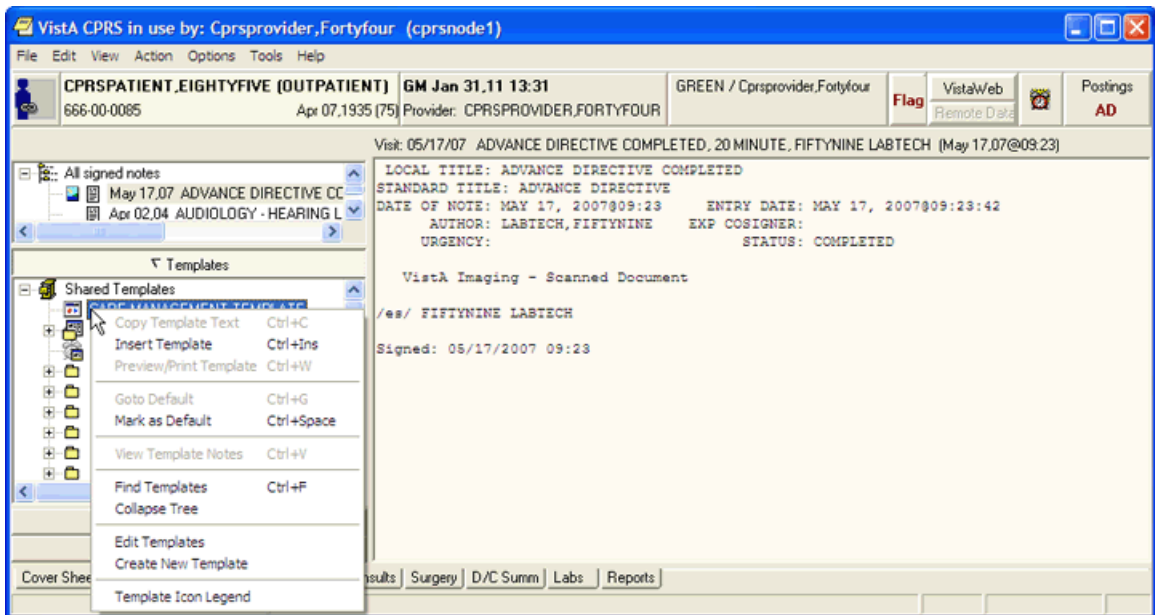 VistA CPRS in use by: Cprsprovider,Fortyfour (cprsnode1)
File Edit View Action Options Tools Help
CPRSPATIENT,EIGHTYFIVE (OUTPATIENT) GM Jan 31,11 13:31 GREEN / Cprsprovider,Fortyfour Flag VistaWeb Postings
666-00-0085 Apr 07,1935 (75) Provider: CPRSPROVIDER,FORTYFOUR Remote Data AD
Visit: 05/17/07 ADVANCE DIRECTIVE COMPLETED, 20 MINUTE, FIFTYNINE LABTECH (May 17,07@09:23)
All signed notes
May 17,07 ADVANCE DIRECTIVE CC
Apr 02,04 AUDIOLOGY - HEARING L
Templates
Shared Templates
CARE MANAGEMENT TEMPLATE
Copy Template Text Ctrl+C
Insert Template Ctrl+Ins
Preview/Print Template Ctrl+W
Goto Default Ctrl+G
Mark as Default Ctrl+Space
View Template Notes Ctrl+V
Find Templates Ctrl+F
Collapse Tree
Edit Templates
Create New Template
Template Icon Legend
LOCAL TITLE: ADVANCE DIRECTIVE COMPLETED
STANDARD TITLE: ADVANCE DIRECTIVE
DATE OF NOTE: MAY 17, 2007@09:23 ENTRY DATE: MAY 17, 2007@09:23:42
AUTHOR: LABTECH,FIFTYNINE EXP COSIGNER:
URGENCY: STATUS: COMPLETED
VistA Imaging - Scanned Document
/es/ FIFTYNINE LABTECH
Signed: 05/17/2007 09:23
Cover Shee nsults Surgery D/C Summ Labs Reports